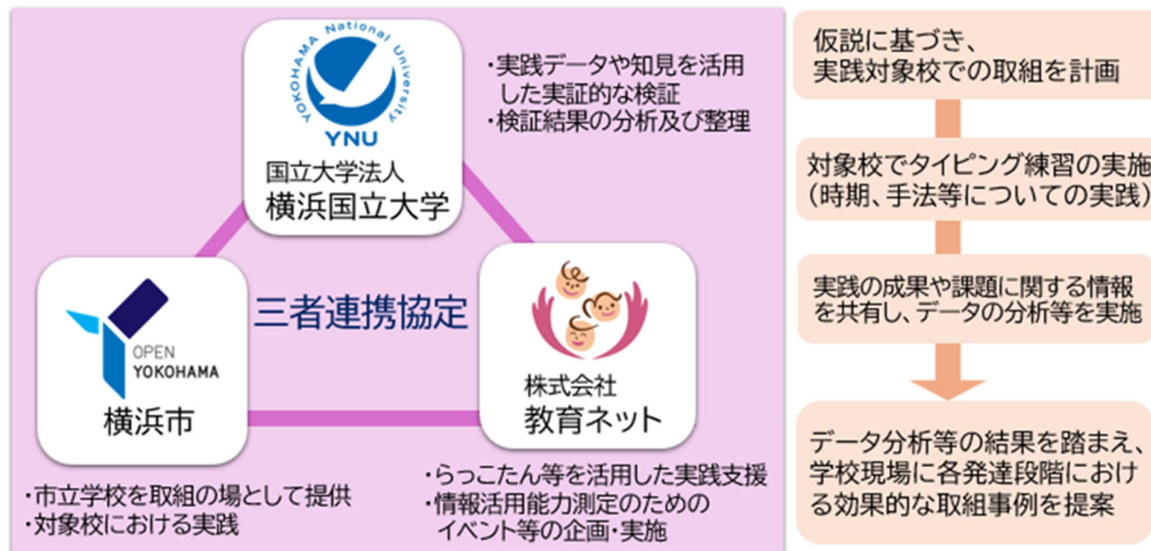 YOKOHAMA National University
YNU
国立大学法人
横浜国立大学
・実践データや知見を活用
した実証的な検証
・検証結果の分析及び整理
三者連携協定
OPEN
YOKOHAMA
横浜市
・市立学校を取組の場として提供
・対象校における実践
株式会社
教育ネット
・らっこたん等を活用した実践支援
・情報活用能力測定のための
イベント等の企画・実施
仮説に基づき、
実践対象校での取組を計画
対象校でタイピング練習の実施
(時期、手法等についての実践)
実践の成果や課題に関する情報
を共有し、データの分析等を実施
データ分析等の結果を踏まえ、
学校現場に各発達段階におけ
る効果的な取組事例を提案